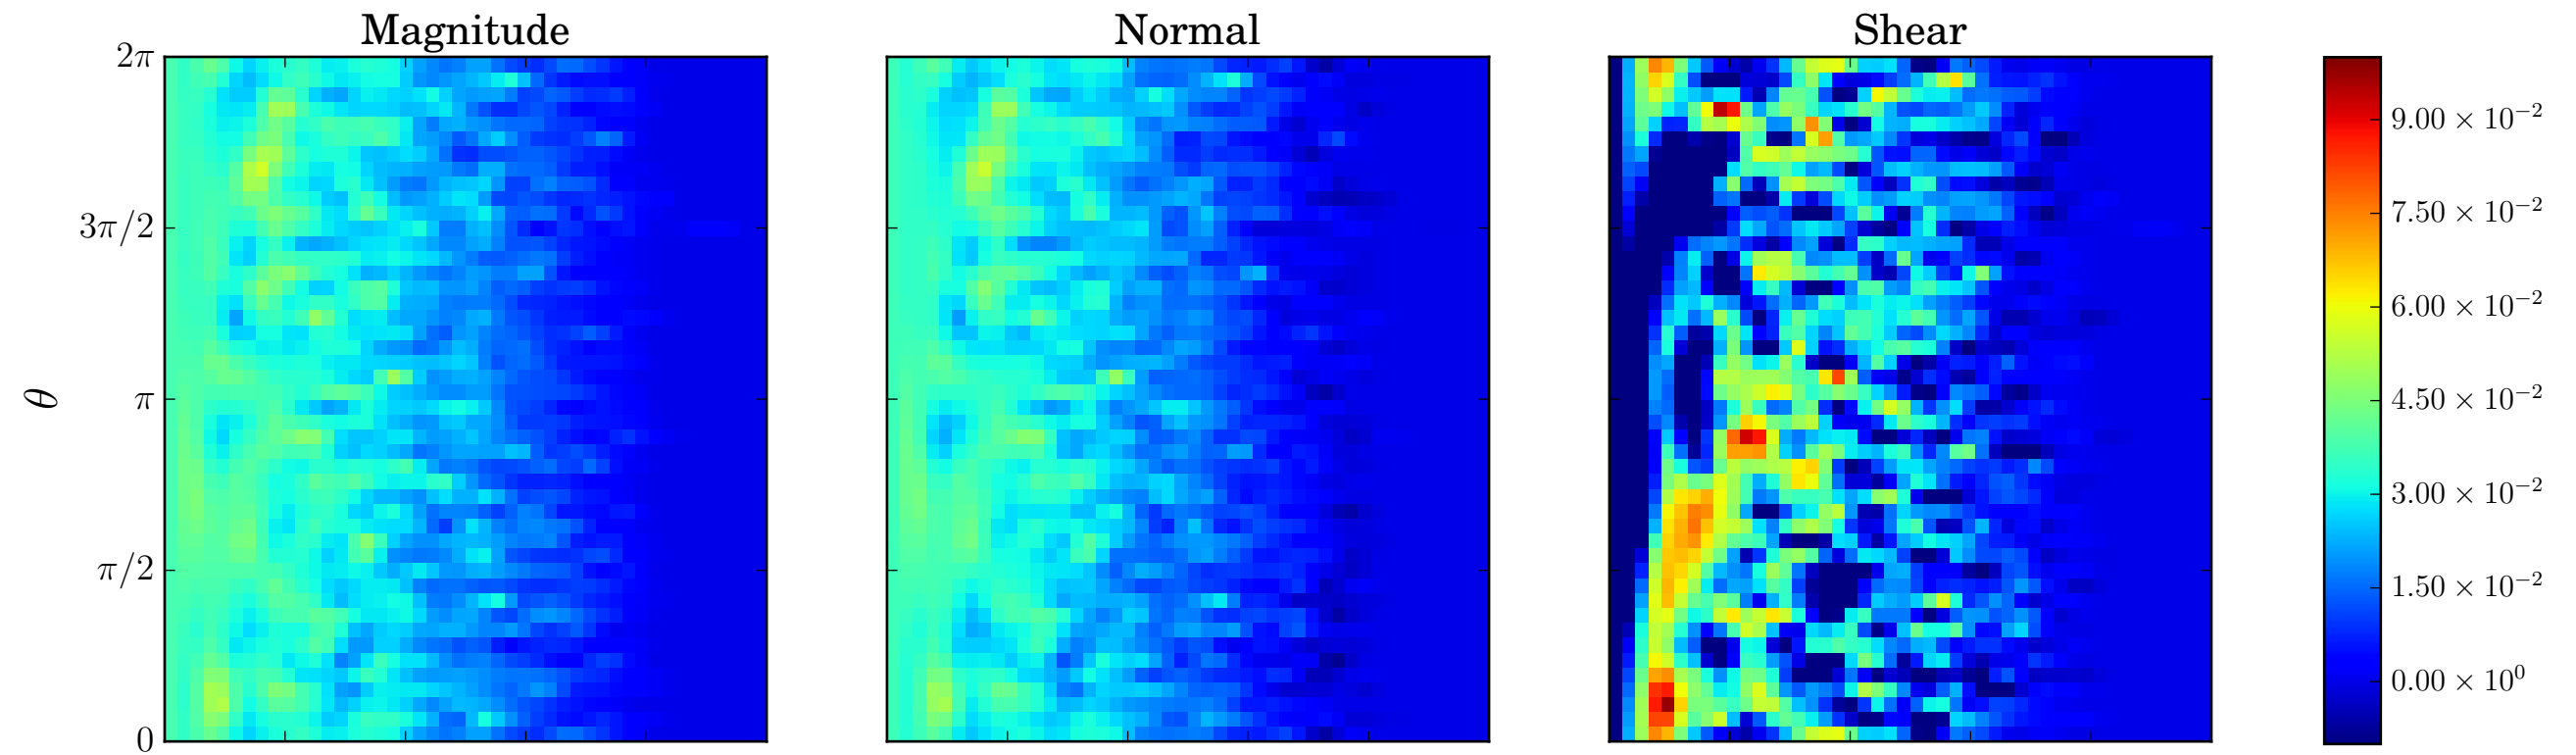 Magnitude
Normal
Shear
2π
3π/2
π
π/2
0
θ
9.00 × 10⁻²
7.50 × 10⁻²
6.00 × 10⁻²
4.50 × 10⁻²
3.00 × 10⁻²
1.50 × 10⁻²
0.00 × 10⁰